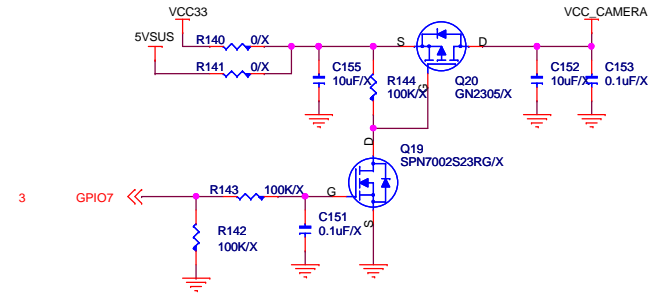 VCC33
VCC_CAMERA
5VSUS
R140 0/X
S
D
R141 0/X
C155
10uF/X
R144
100K/X
G
Q20
GN2305/X
C152
10uF/X
C153
0.1uF/X
D
Q19
SPN7002S23RG/X
3
GPIO7
R143 100K/X
G
C151
0.1uF/X
S
R142
100K/X